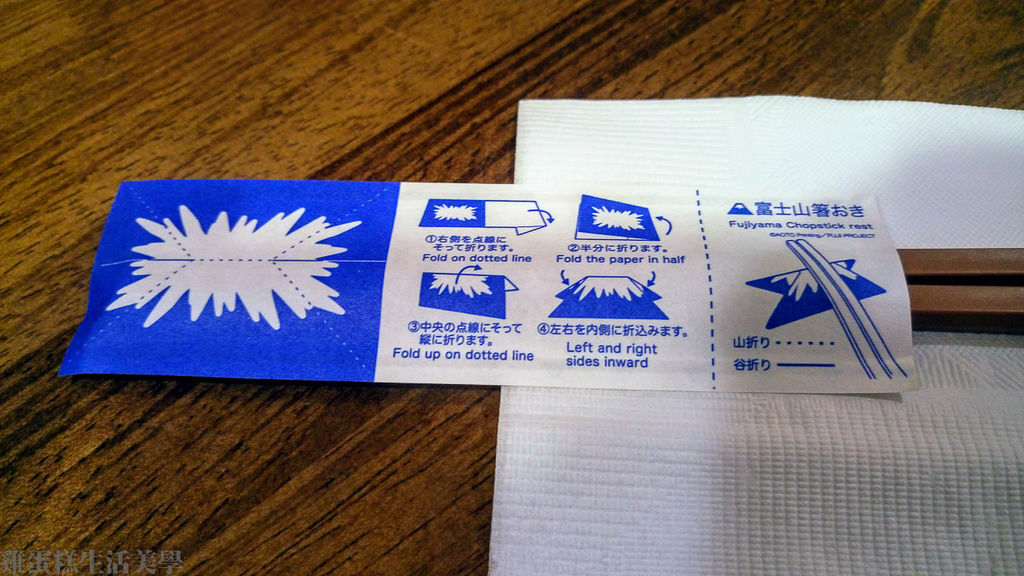 ①右側を点線に
そって折ります。
Fold on dotted line
②半分に折ります。
Fold the paper in half
③中央の点線にそって
縦に折ります。
Fold up on dotted line
④左右を内側に折込みます。
Left and right
sides inward
富士山箸おき
Fujiyama Chopstick rest
©AOTO Printing／FUJI PROJECT
山折り
谷折り
雞蛋糕生活美學